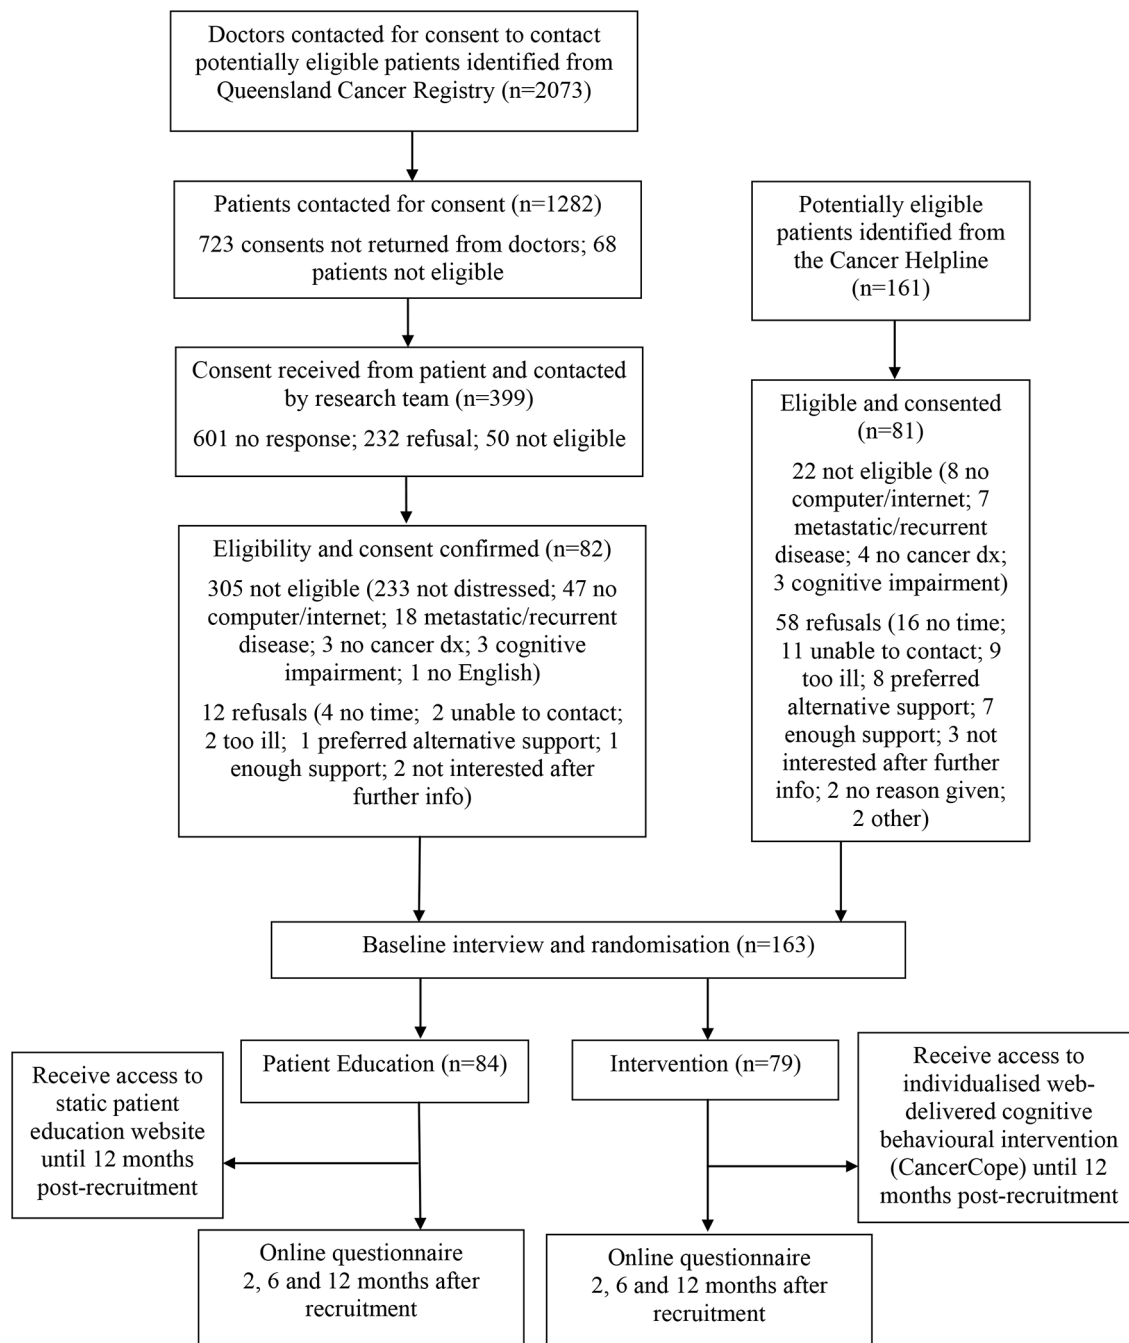 Doctors contacted for consent to contact
potentially eligible patients identified from
Queensland Cancer Registry (n=2073)
Patients contacted for consent (n=1282)
723 consents not returned from doctors; 68
patients not eligible
Potentially eligible
patients identified from
the Cancer Helpline
(n=161)
Consent received from patient and contacted
by research team (n=399)
601 no response; 232 refusal; 50 not eligible
Eligible and consented
(n=81)
22 not eligible (8 no
computer/internet; 7
metastatic/recurrent
disease; 4 no cancer dx;
3 cognitive impairment)
58 refusals (16 no time;
11 unable to contact; 9
too ill; 8 preferred
alternative support; 7
enough support; 3 not
interested after further
info; 2 no reason given;
2 other)
Eligibility and consent confirmed (n=82)
305 not eligible (233 not distressed; 47 no
computer/internet; 18 metastatic/recurrent
disease; 3 no cancer dx; 3 cognitive
impairment; 1 no English)
12 refusals (4 no time; 2 unable to contact;
2 too ill; 1 preferred alternative support; 1
enough support; 2 not interested after
further info)
Baseline interview and randomisation (n=163)
Patient Education (n=84)
Intervention (n=79)
Receive access to
static patient
education website
until 12 months
post-recruitment
Receive access to
individualised web-
delivered cognitive
behavioural intervention
(CancerCope) until 12
months post-recruitment
Online questionnaire
2, 6 and 12 months after
recruitment
Online questionnaire
2, 6 and 12 months after
recruitment